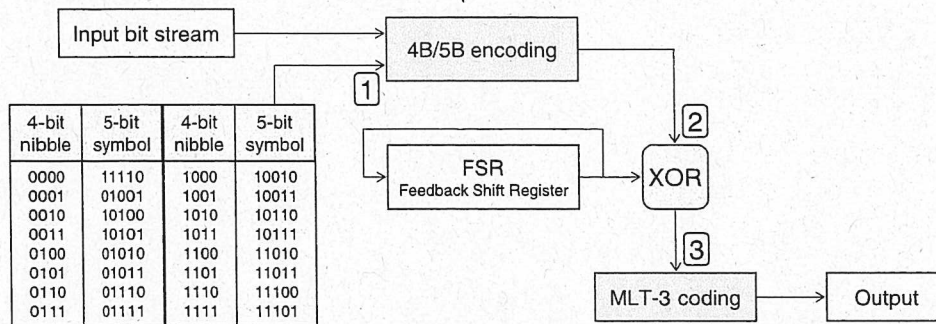 Input bit stream
4B/5B encoding
1
4-bit nibble 5-bit symbol 4-bit nibble 5-bit symbol
0000 11110 1000 10010
0001 01001 1001 10011
0010 10100 1010 10110
0011 10101 1011 10111
0100 01010 1100 11010
0101 01011 1101 11011
0110 01110 1110 11100
0111 01111 1111 11101
2
FSR
Feedback Shift Register
XOR
3
MLT-3 coding
Output